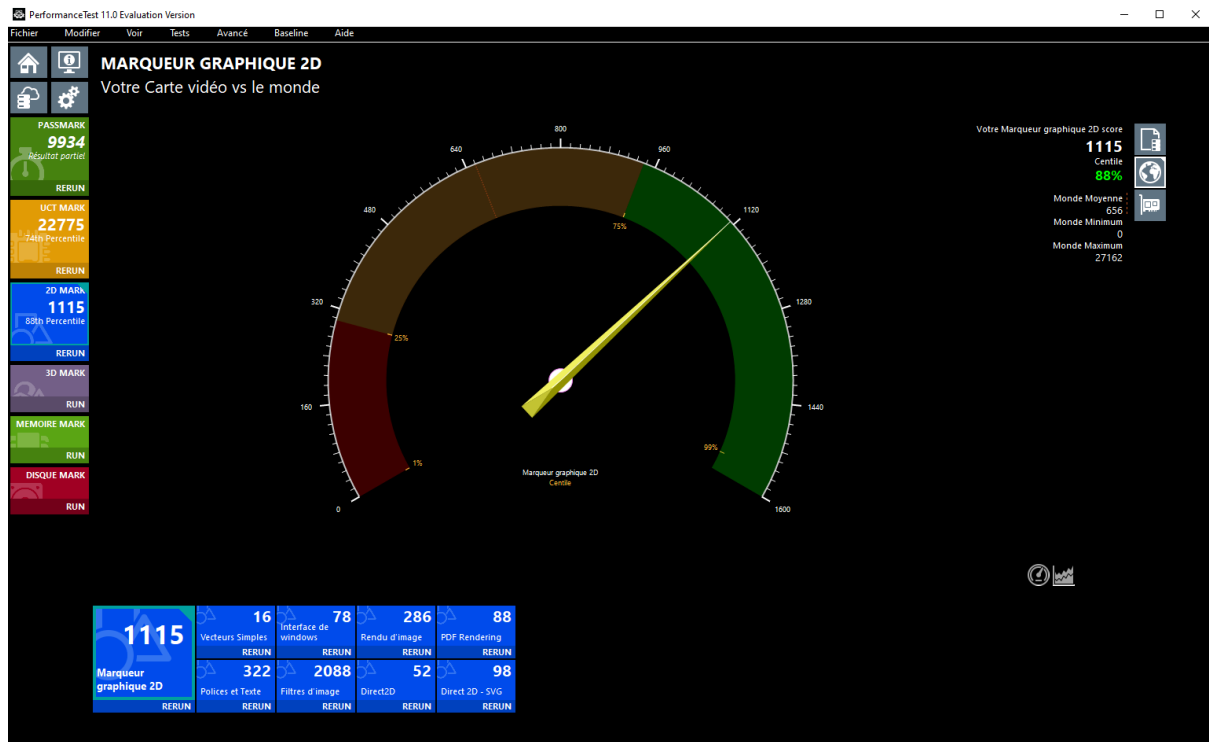 PerformanceTest 11.0 Evaluation Version
Fichier Modifier Voir Tests Avancé Baseline Aide
MARQUEUR GRAPHIQUE 2D
Votre Carte vidéo vs le monde
PASSMARK
9934
Résultat partiel
RERUN
UCT MARK
22775
74th Percentile
RERUN
2D MARK
1115
88th Percentile
RERUN
3D MARK
RUN
MEMOIRE MARK
RUN
DISQUE MARK
RUN
0
160
320
480
640
800
960
1120
1280
1440
1600
1%
25%
75%
99%
Marqueur graphique 2D
Centile
Votre Marqueur graphique 2D score
1115
Centile
88%
Monde Moyenne
656
Monde Minimum
0
Monde Maximum
27162
1115
Marqueur
graphique 2D
RERUN
16
Vecteurs Simples
RERUN
78
Interface de
windows
RERUN
286
Rendu d'image
RERUN
88
PDF Rendering
RERUN
322
Polices et Texte
RERUN
2088
Filtres d'image
RERUN
52
Direct2D
RERUN
98
Direct 2D - SVG
RERUN